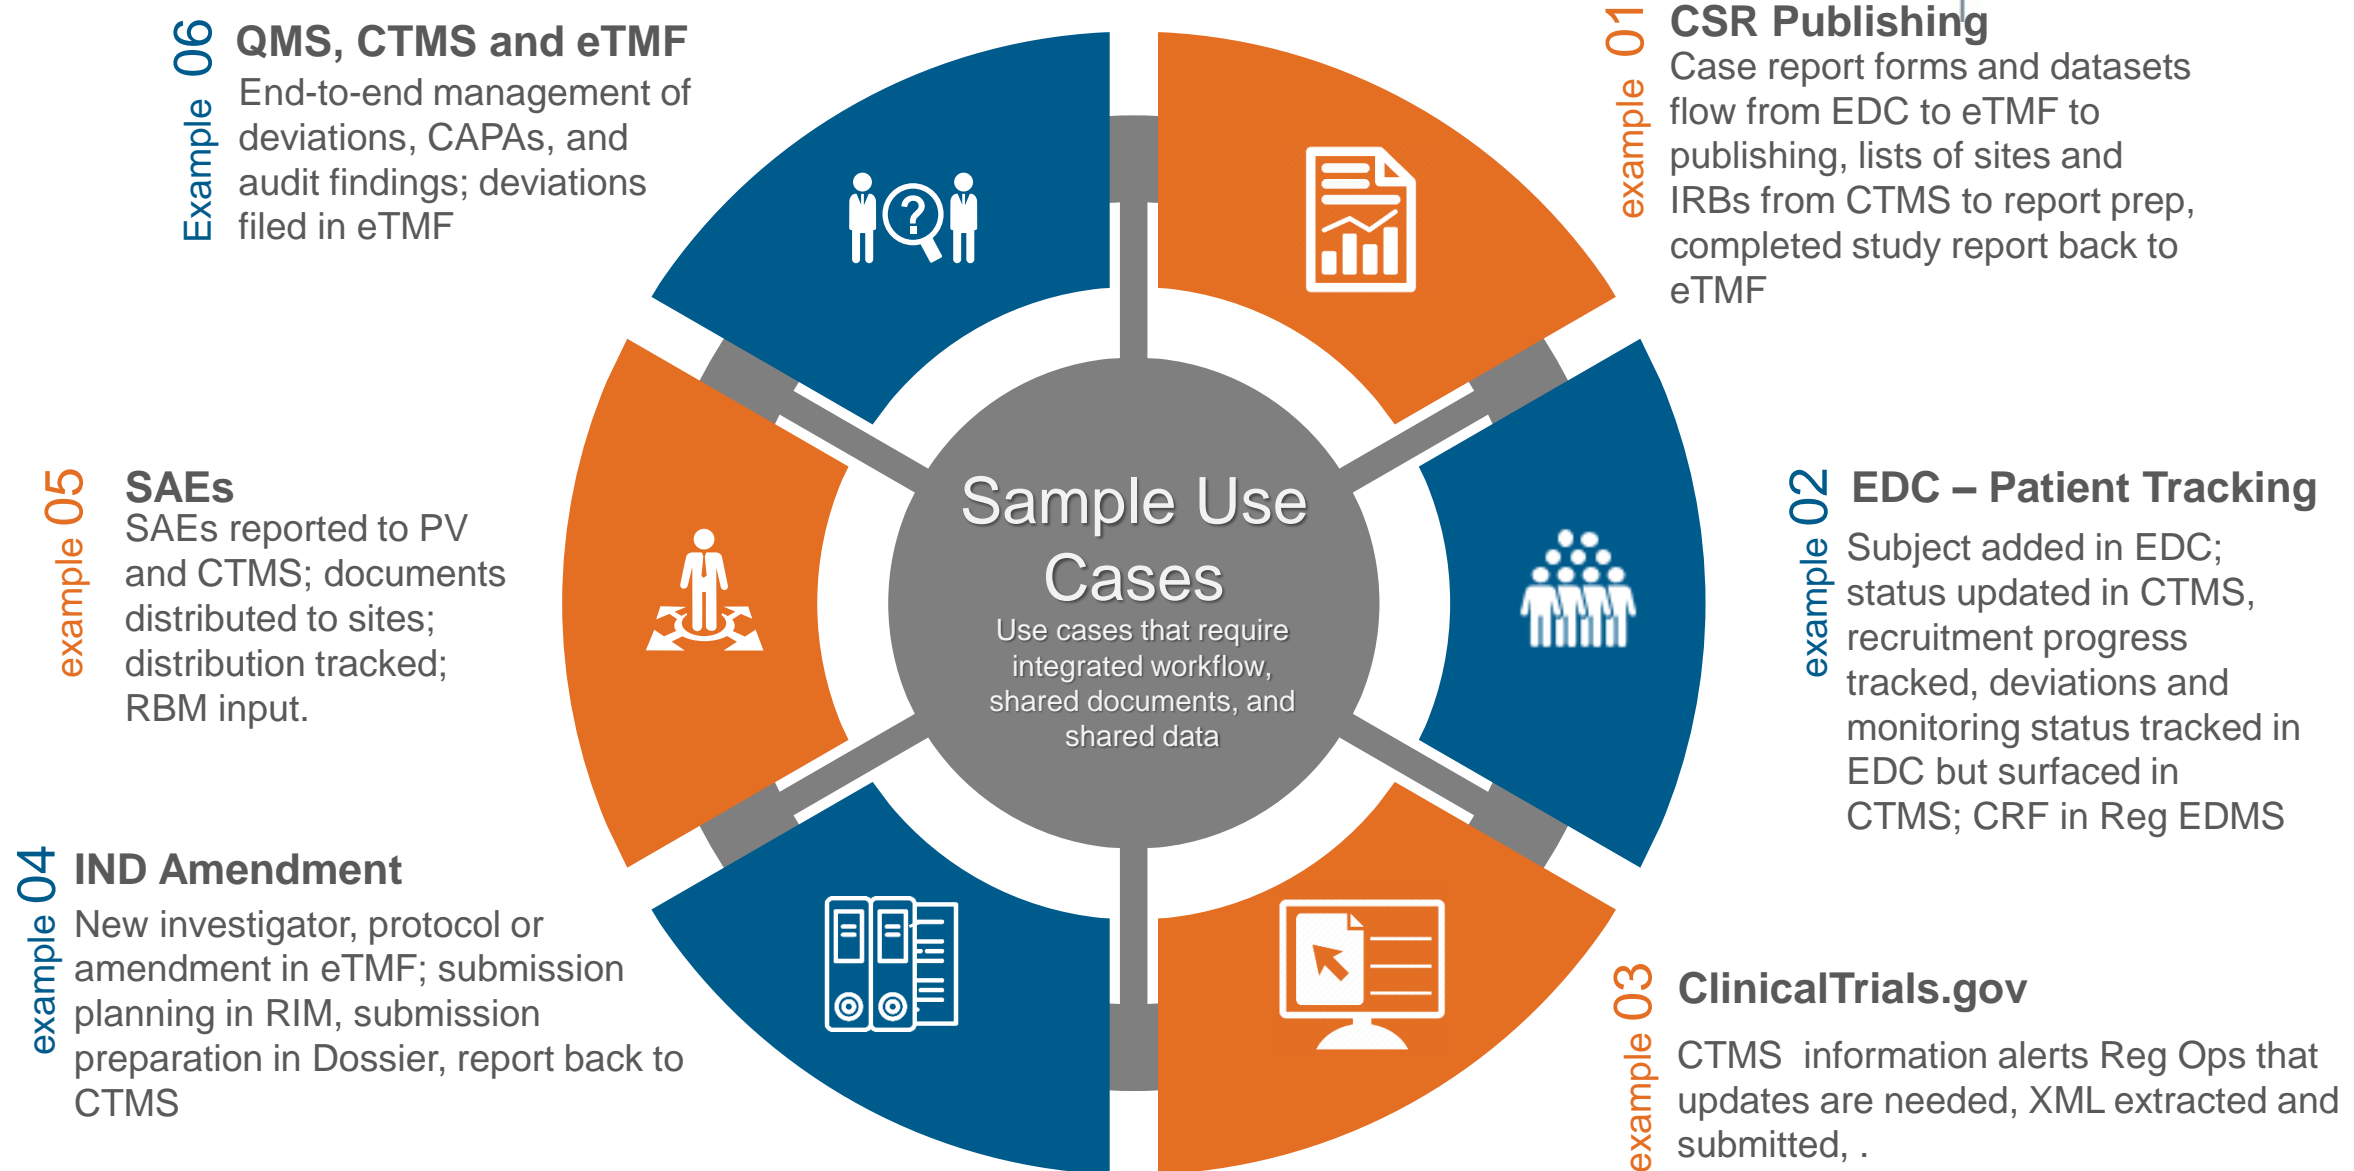 example 01
CSR Publishing
Case report forms and datasets
flow from EDC to eTMF to
publishing, lists of sites and
IRBs from CTMS to report prep,
completed study report back to
eTMF
example 02
EDC – Patient Tracking
Subject added in EDC;
status updated in CTMS,
recruitment progress
tracked, deviations and
monitoring status tracked in
EDC but surfaced in
CTMS; CRF in Reg EDMS
example 03
ClinicalTrials.gov
CTMS  information alerts Reg Ops that
updates are needed, XML extracted and
submitted, .
example 04
IND Amendment
New investigator, protocol or
amendment in eTMF; submission
planning in RIM, submission
preparation in Dossier, report back to
CTMS
example 05
SAEs
SAEs reported to PV
and CTMS; documents
distributed to sites;
distribution tracked;
RBM input.
Example 06
QMS, CTMS and eTMF
End-to-end management of
deviations, CAPAs, and
audit findings; deviations
filed in eTMF
?
Sample Use
Cases
Use cases that require
integrated workflow,
shared documents, and
shared data